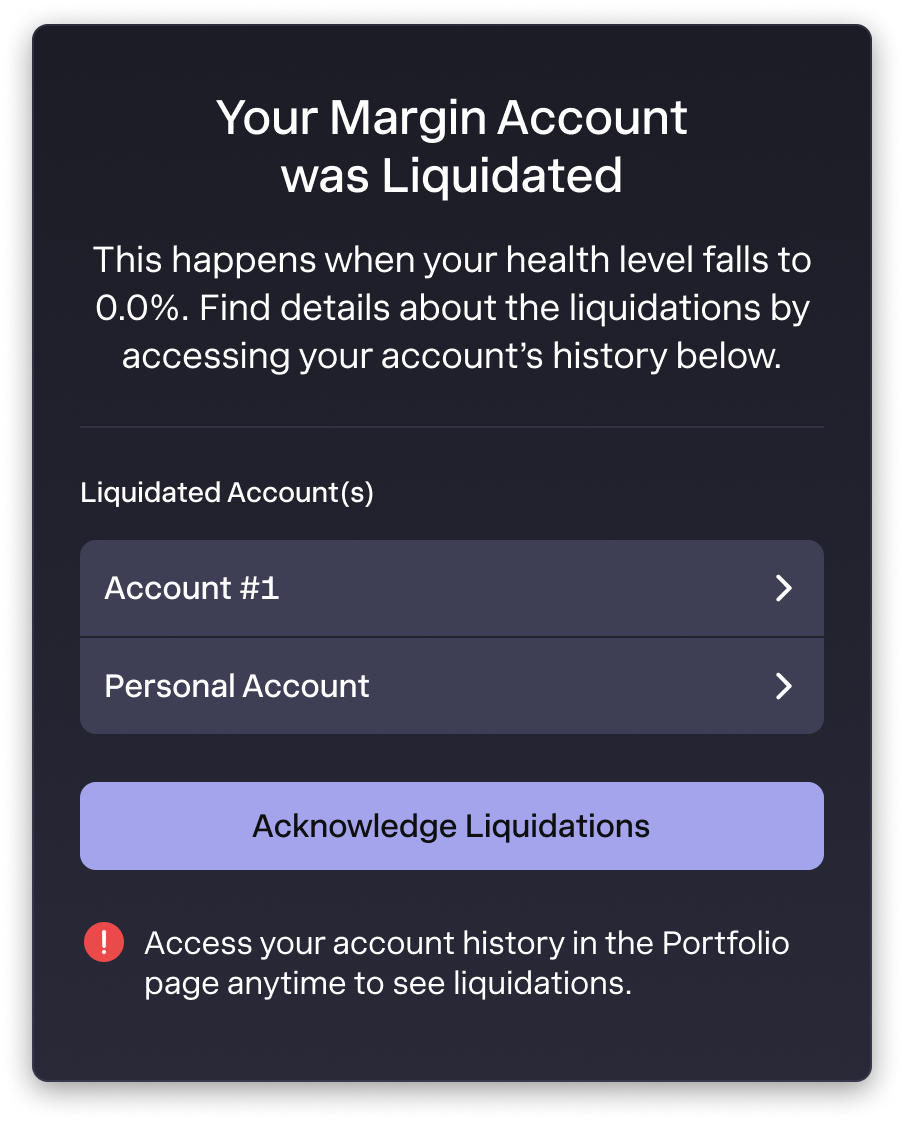 Your Margin Account
was Liquidated
This happens when your health level falls to
0.0%. Find details about the liquidations by
accessing your account’s history below.
Liquidated Account(s)
Account #1
Personal Account
Acknowledge Liquidations
Access your account history in the Portfolio
page anytime to see liquidations.